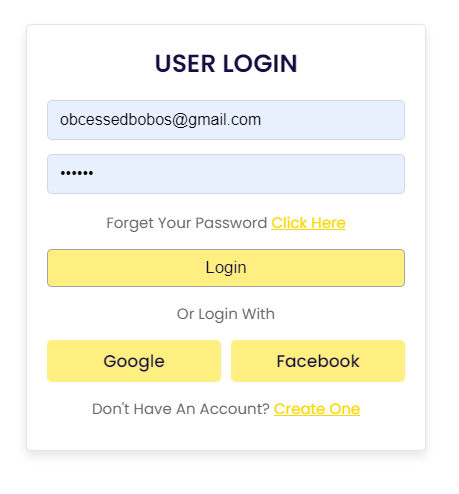 USER LOGIN
obcessedbobos@gmail.com
••••••
Forget Your Password Click Here
Login
Or Login With
Google Facebook
Don't Have An Account? Create One